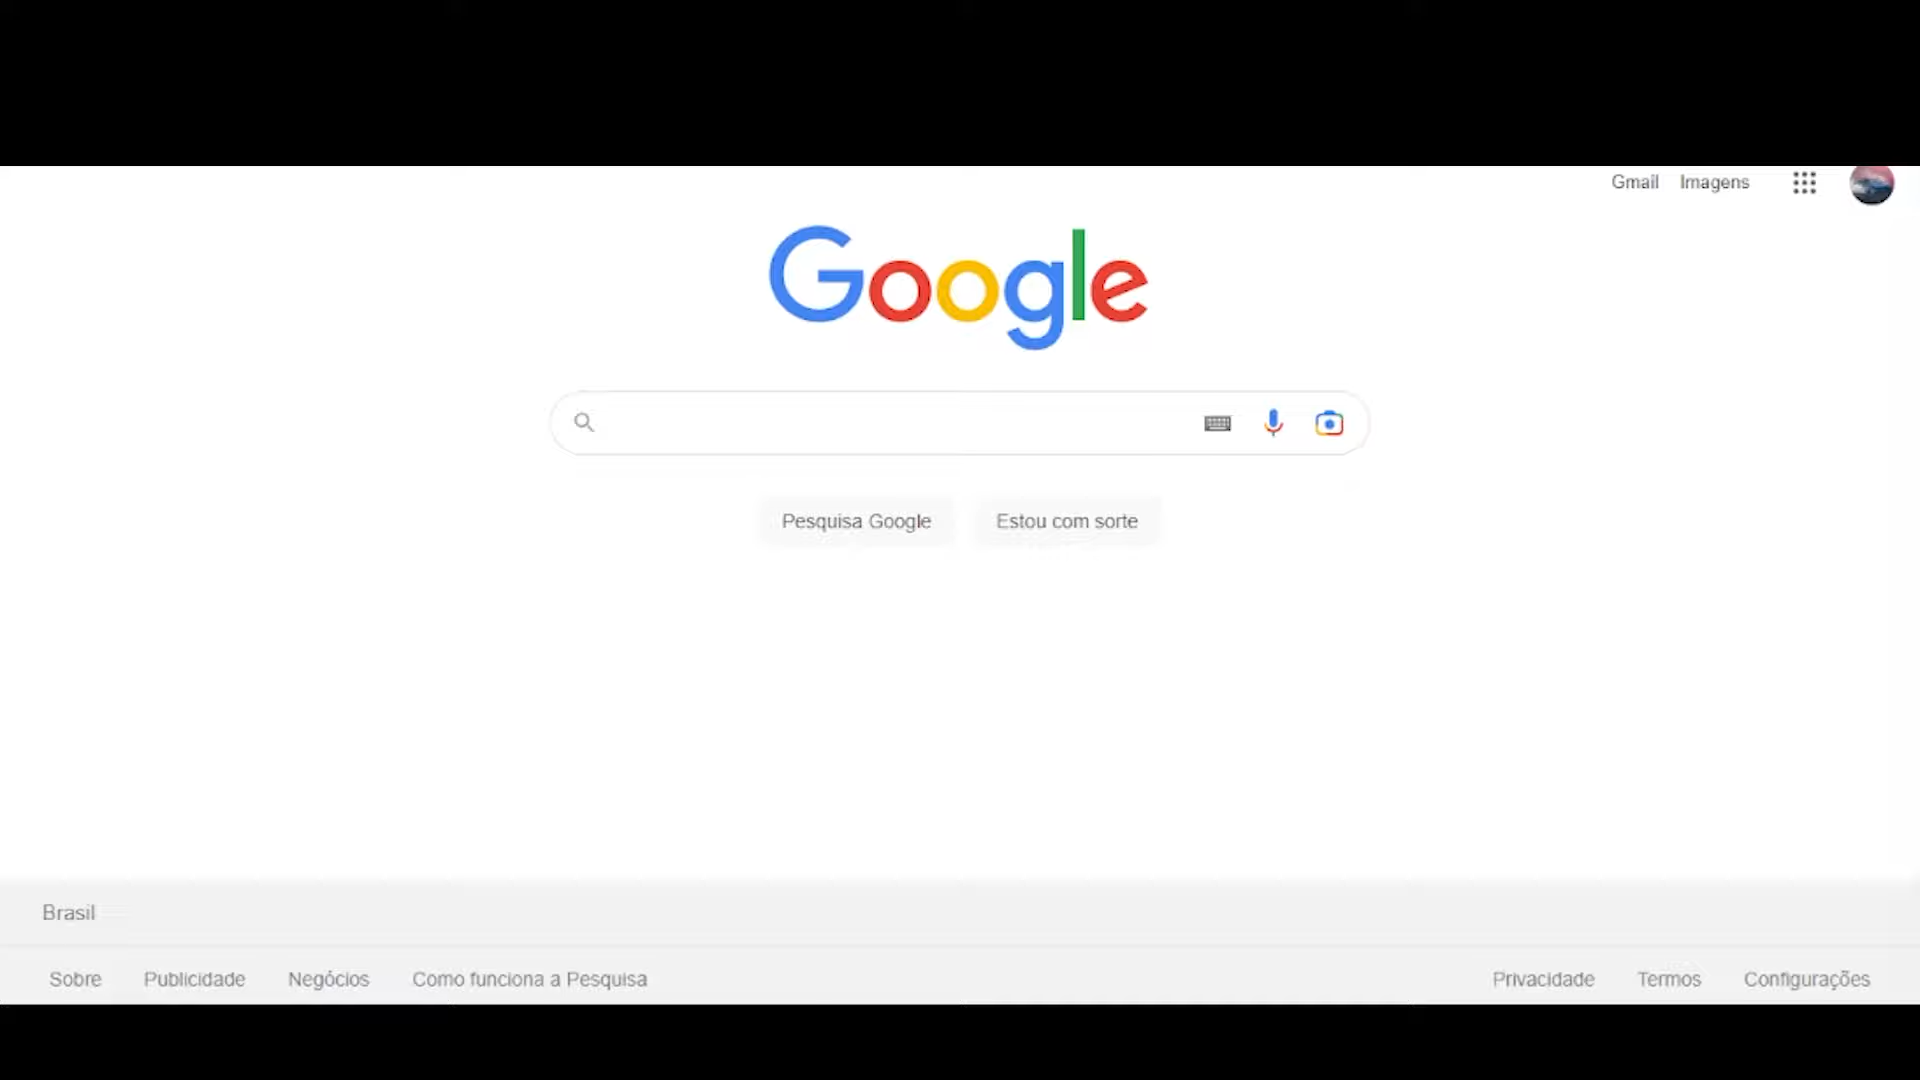 Gmail Imagens
Google
Pesquisa Google Estou com sorte
Brasil
Sobre Publicidade Negócios Como funciona a Pesquisa Privacidade Termos Configurações